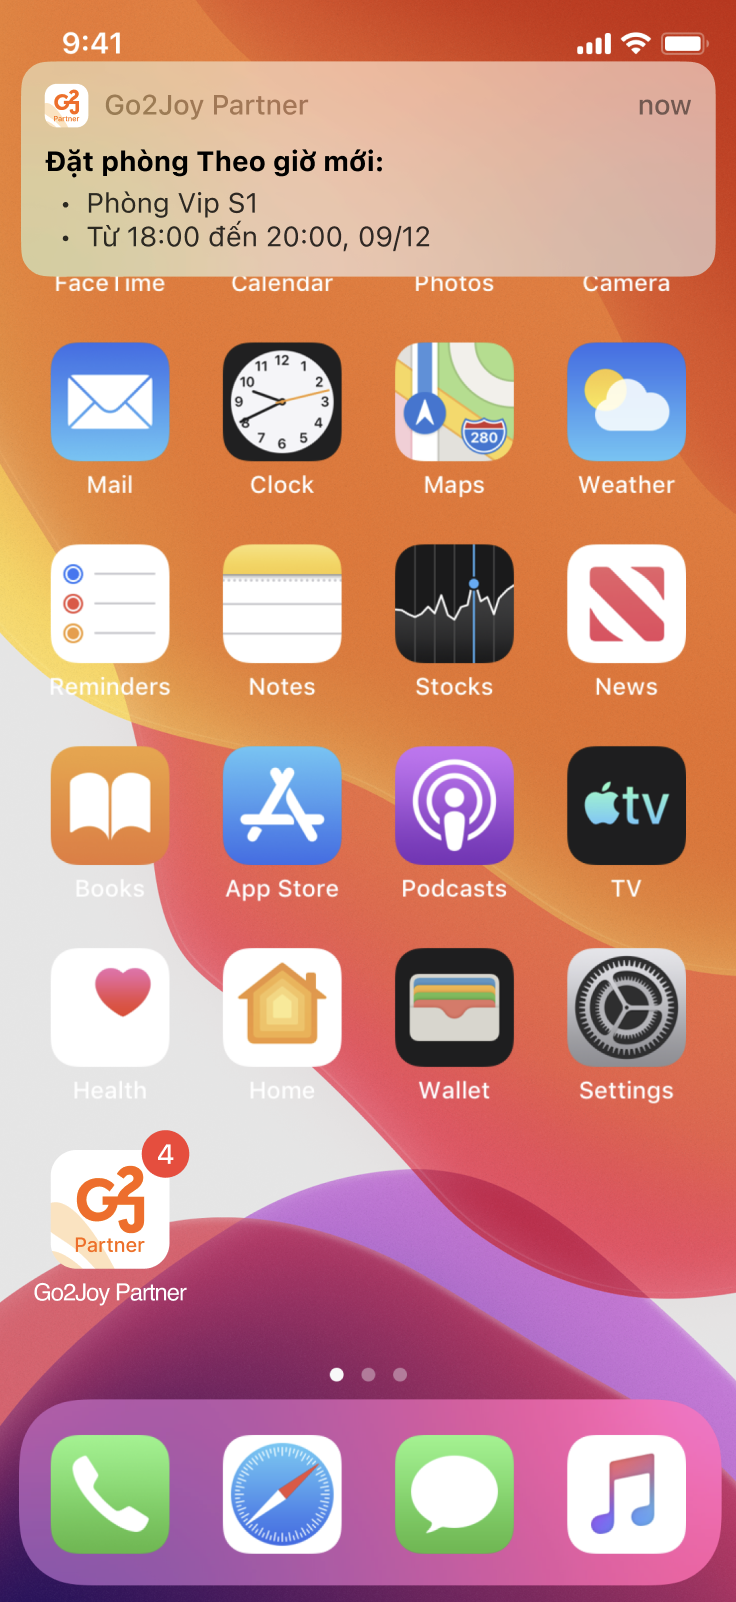 9:41
G2J
Partner
Go2Joy Partner
now
Đặt phòng Theo giờ mới:
• Phòng Vip S1
• Từ 18:00 đến 20:00, 09/12
FaceTime Calendar Photos Camera
12
11 1
10 2
9 3
8 4
7 5
6
280
Mail Clock Maps Weather
Reminders Notes Stocks News
tv
Books App Store Podcasts TV
Health Home Wallet Settings
4
G2J
Partner
Go2Joy Partner